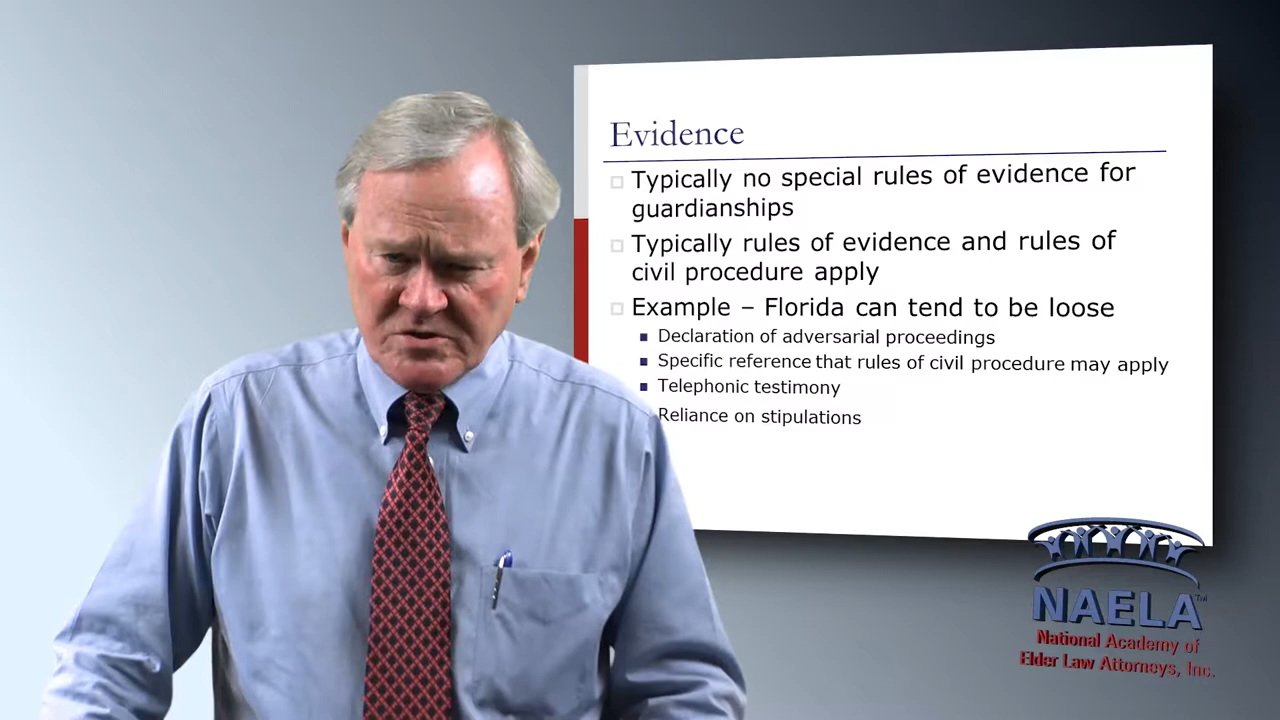 Evidence
Typically no special rules of evidence for
guardianships
Typically rules of evidence and rules of
civil procedure apply
Example – Florida can tend to be loose
Declaration of adversarial proceedings
Specific reference that rules of civil procedure may apply
Telephonic testimony
Reliance on stipulations
NAELA™
National Academy of
Elder Law Attorneys, Inc.